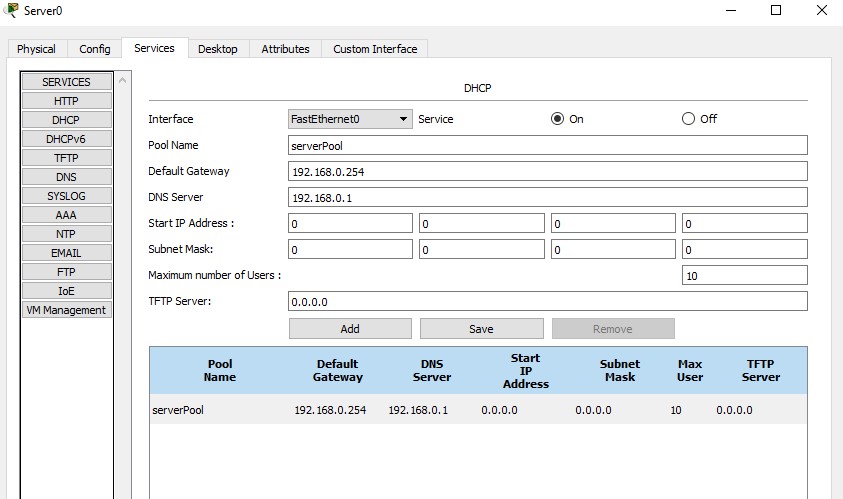 Server0
Physical Config Services Desktop Attributes Custom Interface
SERVICES
HTTP
DHCP
DHCPv6
TFTP
DNS
SYSLOG
AAA
NTP
EMAIL
FTP
IoE
VM Management
DHCP
Interface FastEthernet0 Service On Off
Pool Name serverPool
Default Gateway 192.168.0.254
DNS Server 192.168.0.1
Start IP Address : 0 0 0 0
Subnet Mask: 0 0 0 0
Maximum number of Users : 10
TFTP Server: 0.0.0.0
Add Save Remove
Pool Name Default Gateway DNS Server Start IP Address Subnet Mask Max User TFTP Server
serverPool 192.168.0.254 192.168.0.1 0.0.0.0 0.0.0.0 10 0.0.0.0